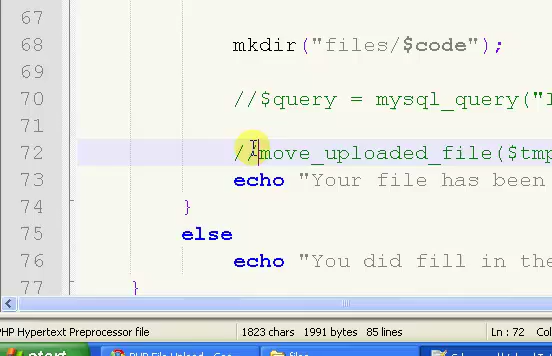 67
68 mkdir("files/$code");
69
70 //$query = mysql_query("
71
72 //move_uploaded_file($tmp
73 echo "Your file has been
74 }
75 else
76 echo "You did fill in the
77 }
PHP Hypertext Preprocessor file 1823 chars 1991 bytes 85 lines Ln : 72 Col
start PHP File Upload - Goo files